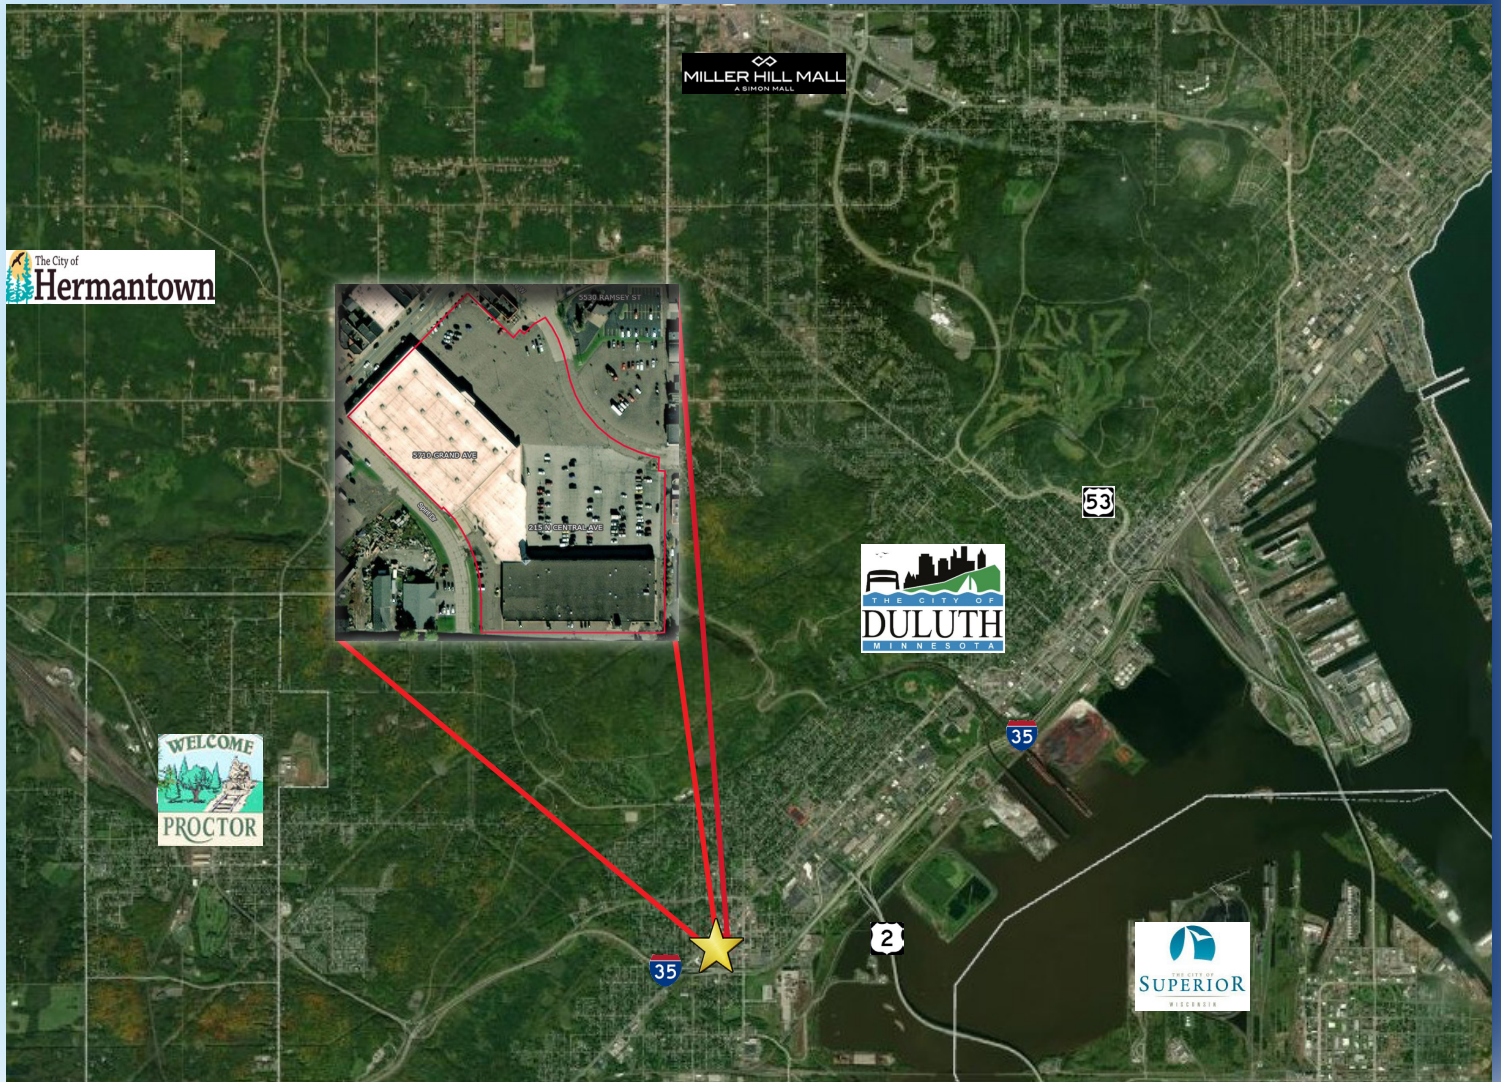 MILLER HILL MALL
A SIMON MALL
The City of
Hermantown
5530 RAMSEY ST
5710 GRAND AVE
215 N CENTRAL AVE
53
THE CITY OF
DULUTH
MINNESOTA
35
WELCOME
PROCTOR
2
35
THE CITY OF
SUPERIOR
WISCONSIN